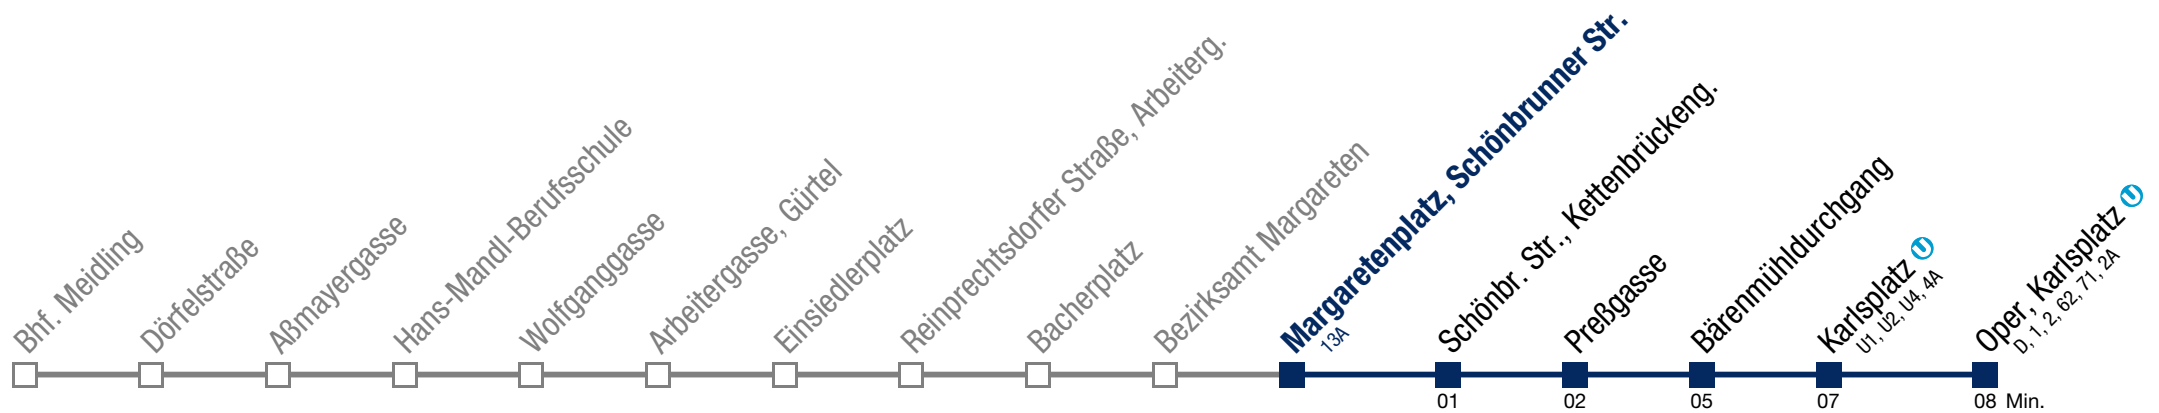 Bhf. Meidling
Dörfelstraße
Aßmayergasse
Hans-Mandl-Berufsschule
Wolfganggasse
Arbeitergasse, Gürtel
Einsiedlerplatz
Reinprechtsdorfer Straße, Arbeiterg.
Bacherplatz
Bezirksamt Margareten
Margaretenplatz, Schönbrunner Str.
13A
Schönbr. Str., Kettenbrückeng.
Preßgasse
Bärenmühldurchgang
Karlsplatz U
U1, U2, U4, 4A
Oper, Karlsplatz U
D, 1, 2, 62, 71, 2A
01 02 05 07 08 Min.